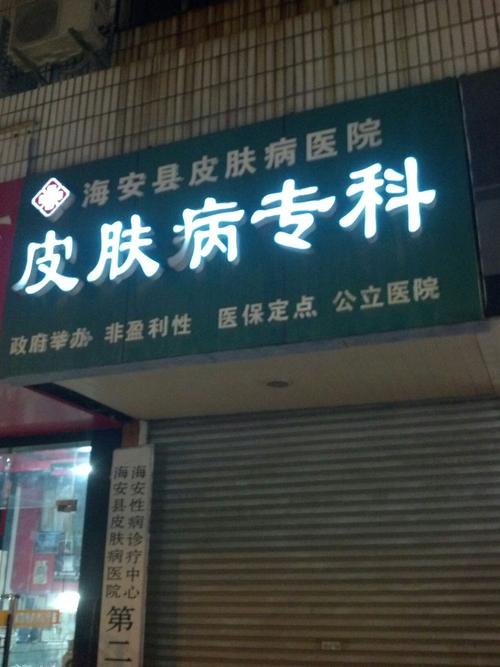 海安县皮肤病医院
皮肤病专科
政府举办 非盈利性 医保定点 公立医院
海安性病诊疗中心
海安县皮肤病医院
第二